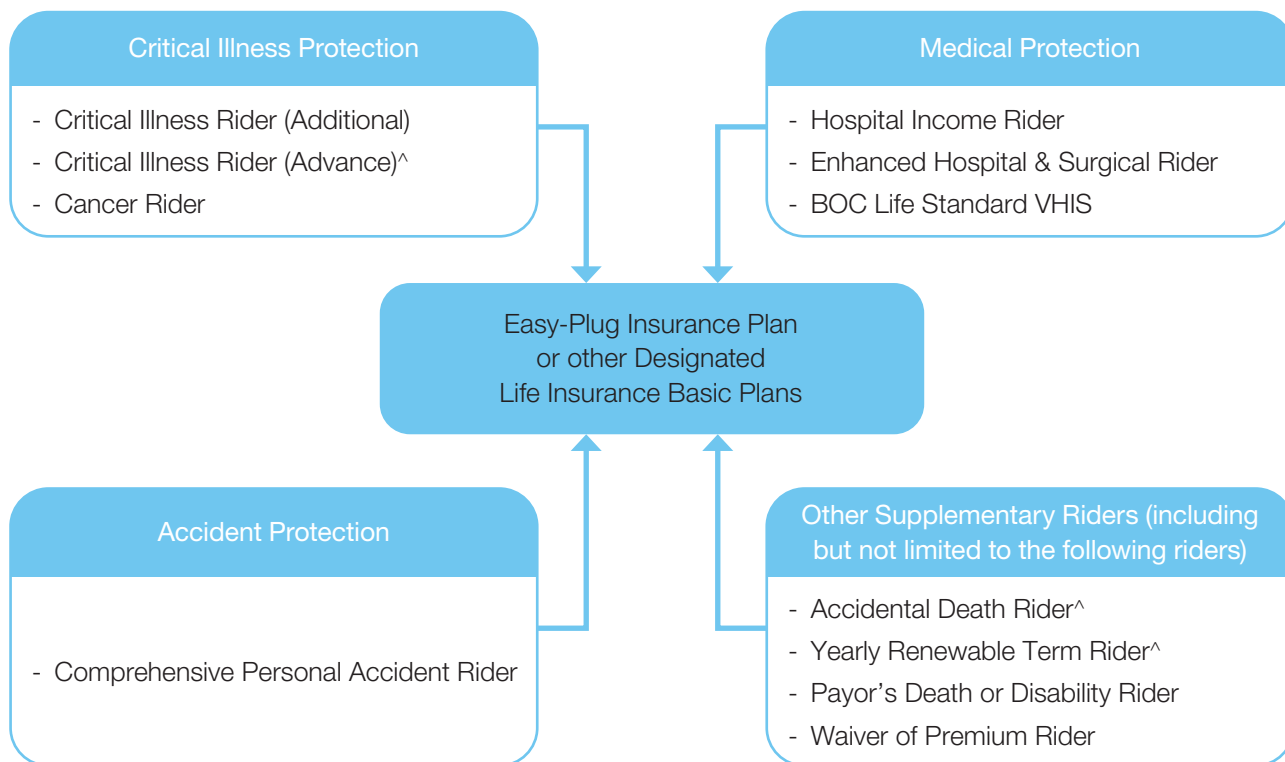 Critical Illness Protection
- Critical Illness Rider (Additional)
- Critical Illness Rider (Advance)^
- Cancer Rider
Medical Protection
- Hospital Income Rider
- Enhanced Hospital & Surgical Rider
- BOC Life Standard VHIS
Easy-Plug Insurance Plan
or other Designated
Life Insurance Basic Plans
Accident Protection
- Comprehensive Personal Accident Rider
Other Supplementary Riders (including
but not limited to the following riders)
- Accidental Death Rider^
- Yearly Renewable Term Rider^
- Payor’s Death or Disability Rider
- Waiver of Premium Rider